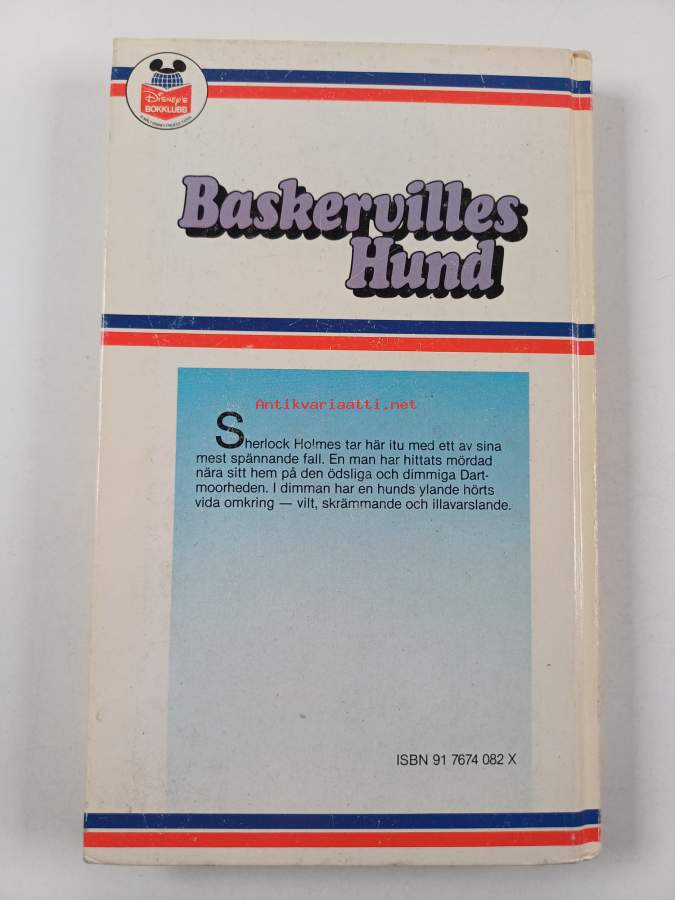 Disney's
BOKKLUBB
Baskervilles
Hund
Antikvariaatti.net
Sherlock Holmes tar här itu med ett av sina
mest spännande fall. En man har hittats mördad
nära sitt hem på den ödsliga och dimmiga Dart-
moorheden. I dimman har en hunds ylande hörts
vida omkring — vilt, skrämmande och illavarslande.
ISBN 91 7674 082 X